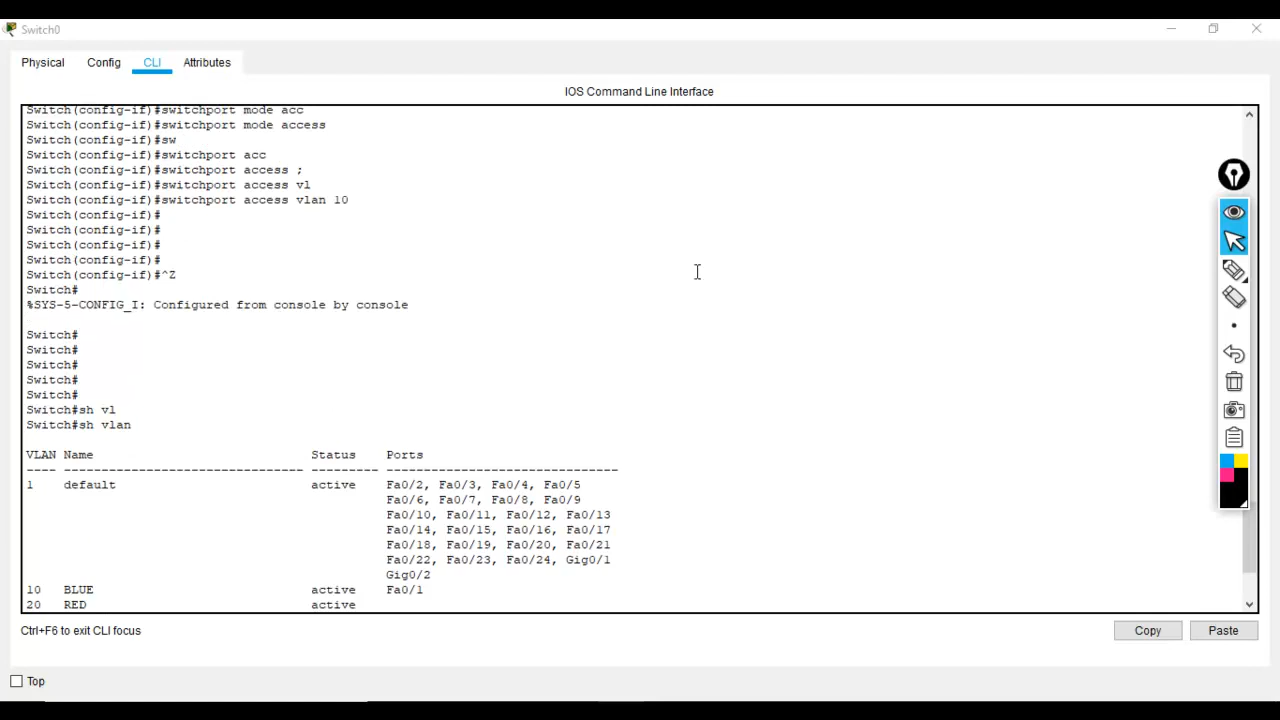 Switch0
Physical Config CLI Attributes
IOS Command Line Interface
Switch(config-if)#switchport mode acc
Switch(config-if)#switchport mode access
Switch(config-if)#sw
Switch(config-if)#switchport acc
Switch(config-if)#switchport access ;
Switch(config-if)#switchport access vl
Switch(config-if)#switchport access vlan 10
Switch(config-if)#
Switch(config-if)#
Switch(config-if)#
Switch(config-if)#
Switch(config-if)#^Z
Switch#
%SYS-5-CONFIG_I: Configured from console by console
Switch#
Switch#
Switch#
Switch#
Switch#
Switch#sh vl
Switch#sh vlan
VLAN Name Status Ports
---- -------------------------------- --------- -------------------------------
1 default active Fa0/2, Fa0/3, Fa0/4, Fa0/5
Fa0/6, Fa0/7, Fa0/8, Fa0/9
Fa0/10, Fa0/11, Fa0/12, Fa0/13
Fa0/14, Fa0/15, Fa0/16, Fa0/17
Fa0/18, Fa0/19, Fa0/20, Fa0/21
Fa0/22, Fa0/23, Fa0/24, Gig0/1
Gig0/2
10 BLUE active Fa0/1
20 RED active
Ctrl+F6 to exit CLI focus
Copy Paste
Top